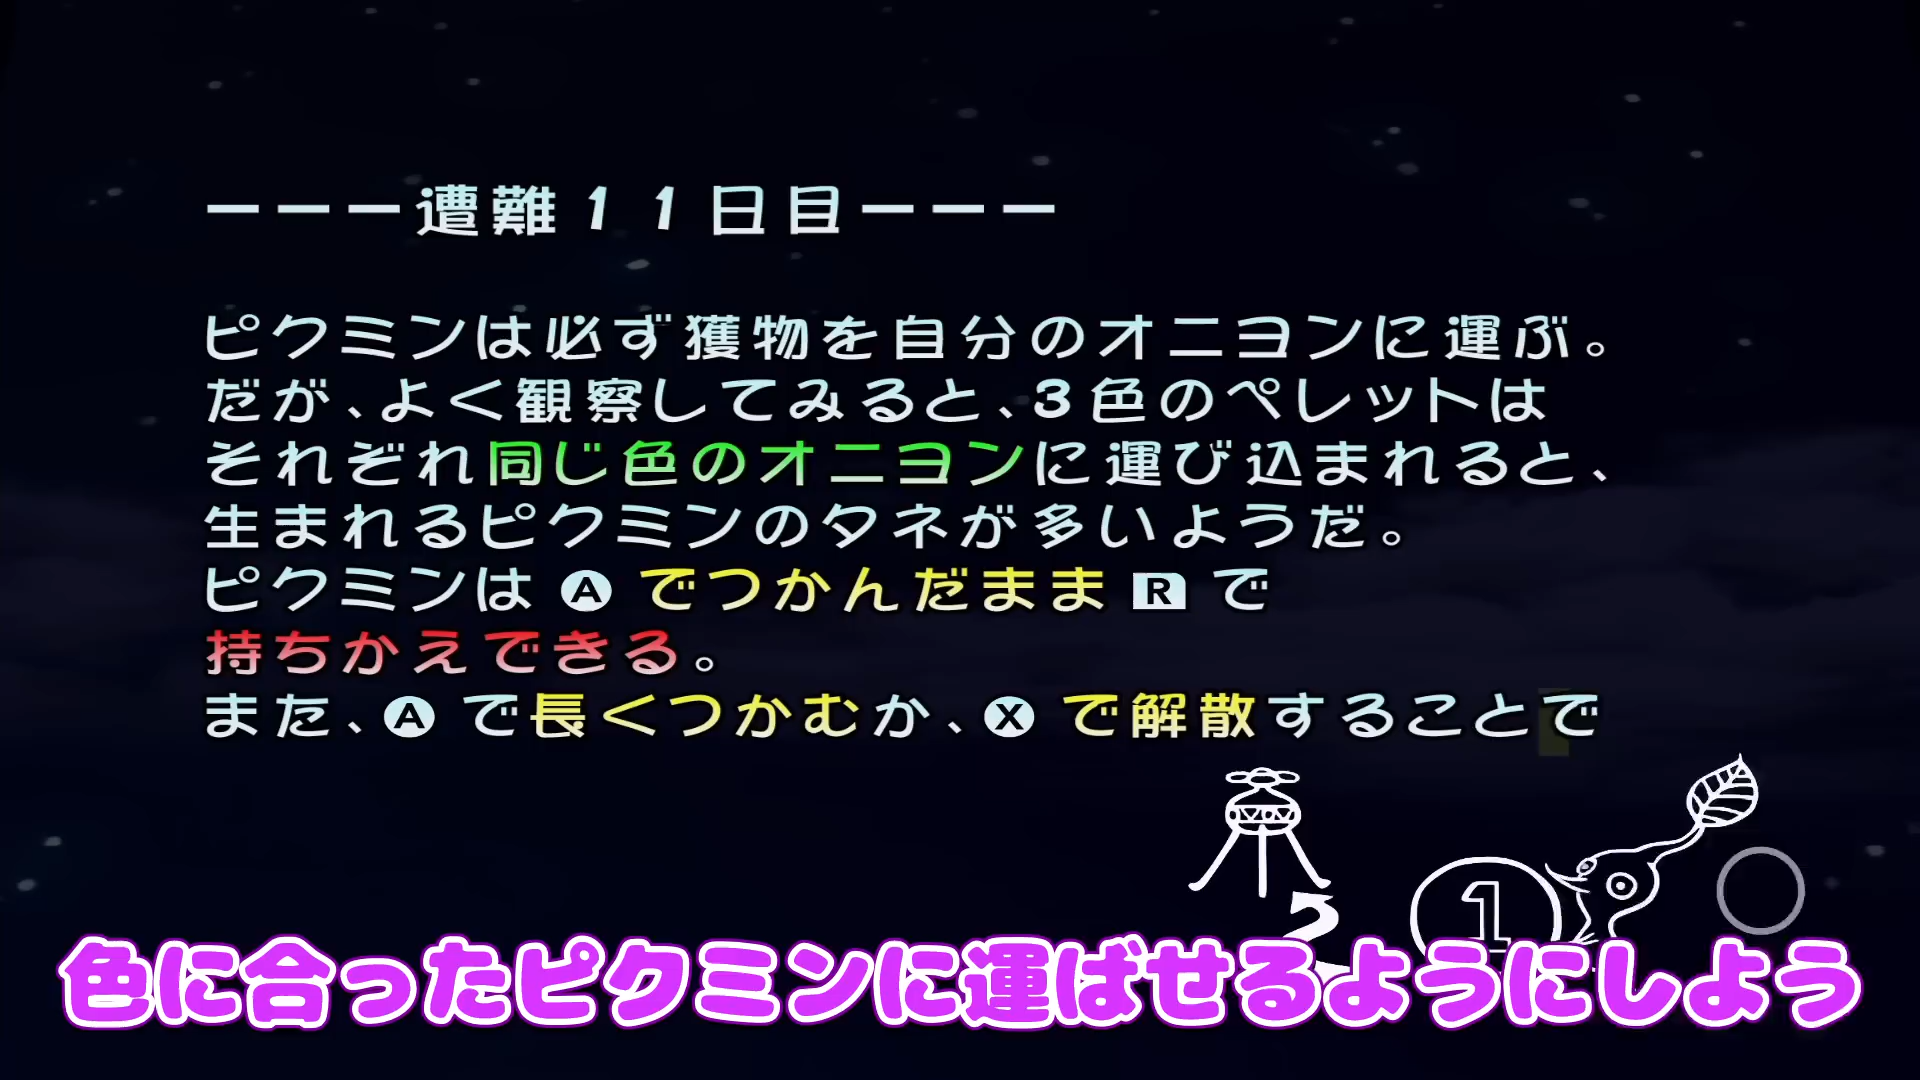 ーーー遭難11日目ーーー
ピクミンは必ず獲物を自分のオニヨンに運ぶ。
だが、よく観察してみると、3色のペレットは
それぞれ同じ色のオニヨンに運び込まれると、
生まれるピクミンのタネが多いようだ。
ピクミンは A でつかんだまま R で
持ちかえできる。
また、A で長くつかむか、X で解散することで
2
1
色に合ったピクミンに運ばせるようにしよう